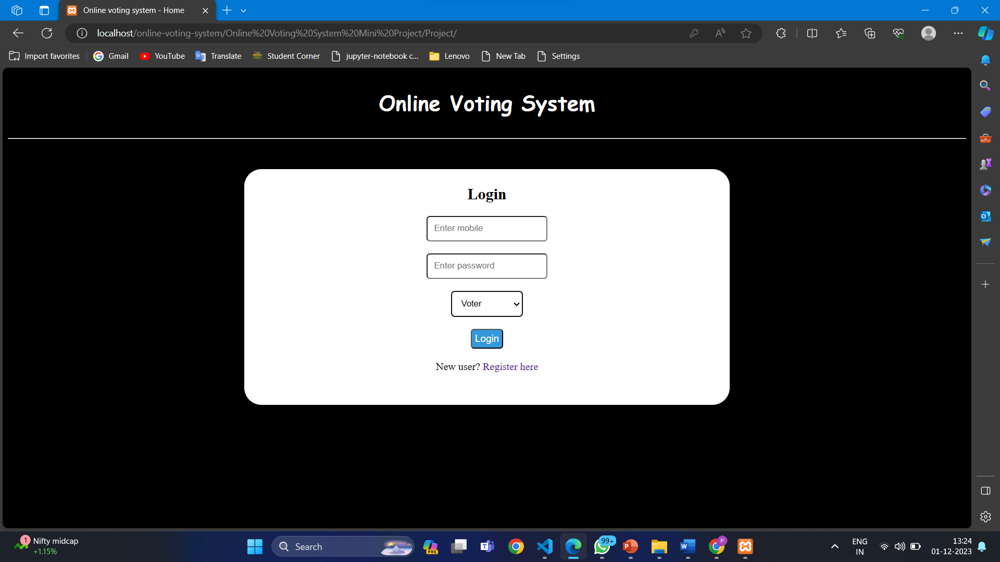 Online voting system - Home
localhost/online-voting-system/Online%20Voting%20System%20Mini%20Project/Project/
Import favorites
Gmail
YouTube
Translate
Student Corner
jupyter-notebook c...
Lenovo
New Tab
Settings
Online Voting System
Login
Enter mobile
Enter password
Voter
Login
New user? Register here
1
Nifty midcap
+1.15%
Search
PRE
99+
P
ENG
IN
13:24
01-12-2023